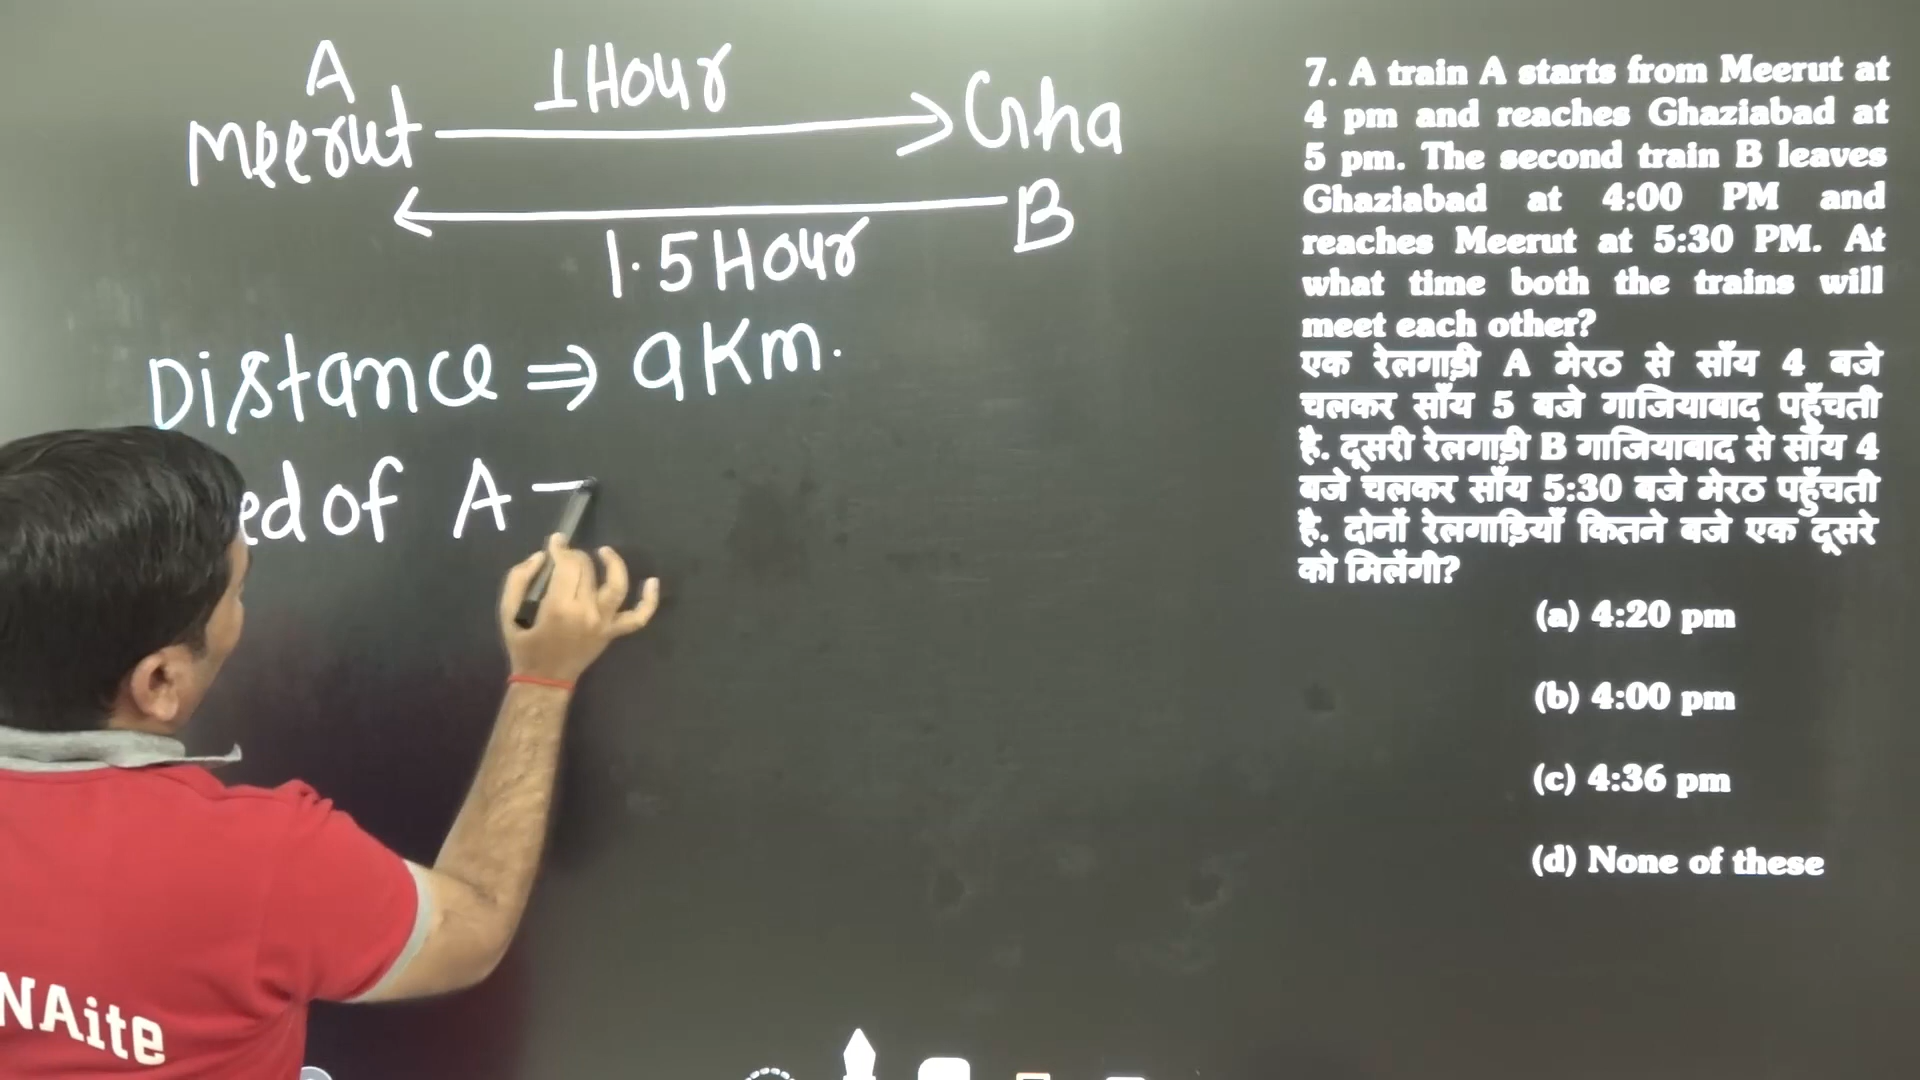 A
1 Hour
Meerut
Gha
B
1.5 Hour
Distance ⇒ 9 Km.
ed of A
NAite
7. A train A starts from Meerut at
4 pm and reaches Ghaziabad at
5 pm. The second train B leaves
Ghaziabad at 4:00 PM and
reaches Meerut at 5:30 PM. At
what time both the trains will
meet each other?
एक रेलगाड़ी A मेरठ से साँय 4 बजे
चलकर साँय 5 बजे गाजियाबाद पहुँचती
है. दूसरी रेलगाड़ी B गाजियाबाद से साँय 4
बजे चलकर साँय 5:30 बजे मेरठ पहुँचती
है. दोनों रेलगाड़ियाँ कितने बजे एक दूसरे
को मिलेंगी?
(a) 4:20 pm
(b) 4:00 pm
(c) 4:36 pm
(d) None of these